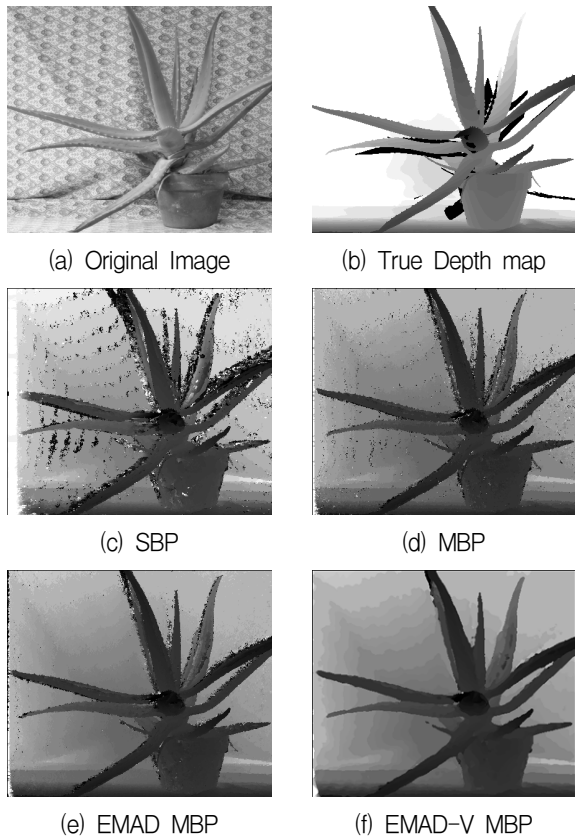 (a) Original Image
(b) True Depth map
(c) SBP
(d) MBP
(e) EMAD MBP
(f) EMAD-V MBP